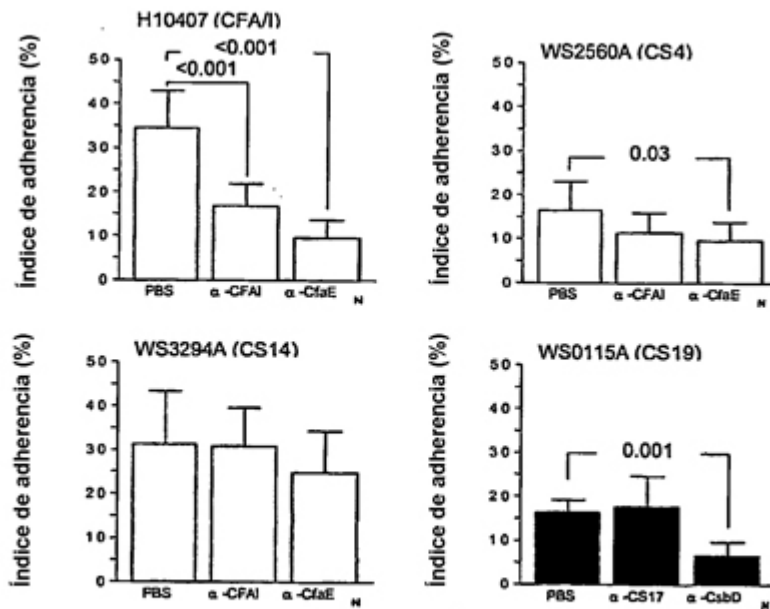 H10407 (CFA/I)
Índice de adherencia (%)
50
40
30
20
10
0
<0.001
<0.001
PBS
α-CFAI
α-CfaE
N
WS2560A (CS4)
Índice de adherencia (%)
50
40
30
20
10
0
0.03
PBS
α-CFAI
α-CfaE
N
WS3294A (CS14)
Índice de adherencia (%)
50
40
30
20
10
0
PBS
α-CFAI
α-CfaE
N
WS0115A (CS19)
Índice de adherencia (%)
50
40
30
20
10
0
0.001
PBS
α-CS17
α-CsbD
N